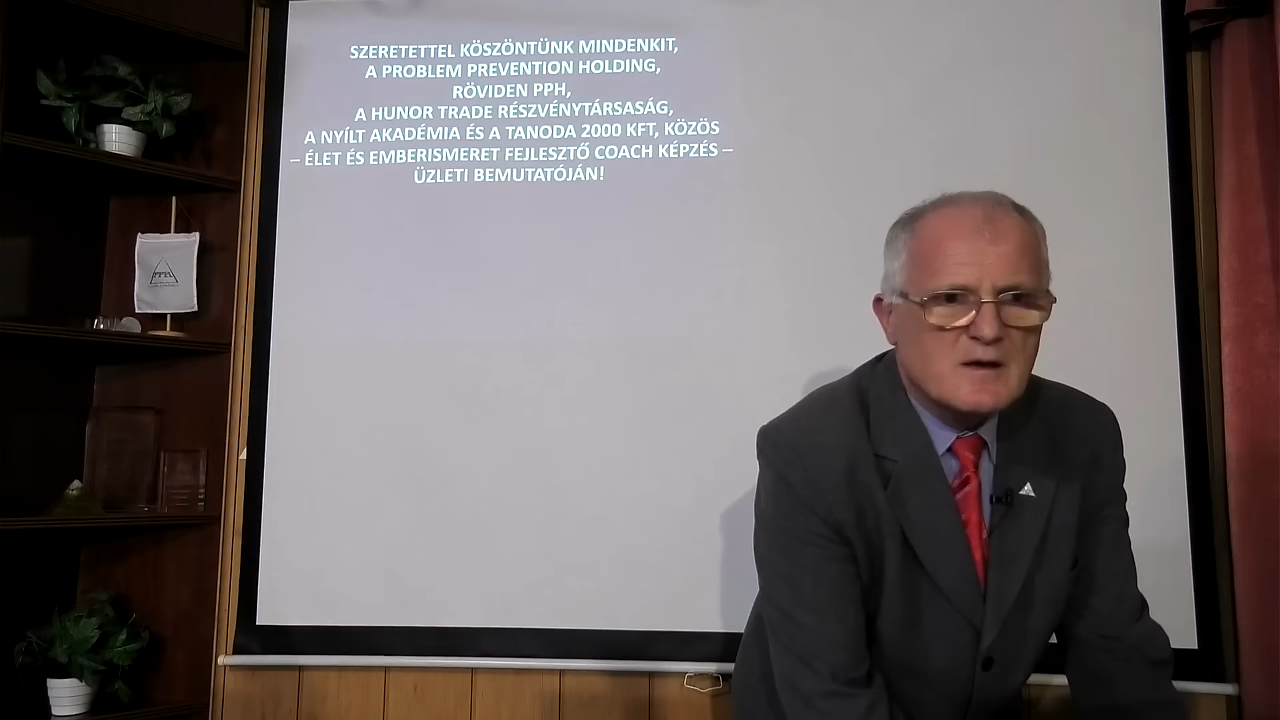 SZERETETTEL KÖSZÖNTÜNK MINDENKIT,
A PROBLEM PREVENTION HOLDING,
RÖVIDEN PPH,
A HUNOR TRADE RÉSZVÉNYTÁRSASÁG,
A NYÍLT AKADÉMIA ÉS A TANODA 2000 KFT, KÖZÖS
– ÉLET ÉS EMBERISMERET FEJLESZTŐ COACH KÉPZÉS –
ÜZLETI BEMUTATÓJÁN!
PPH